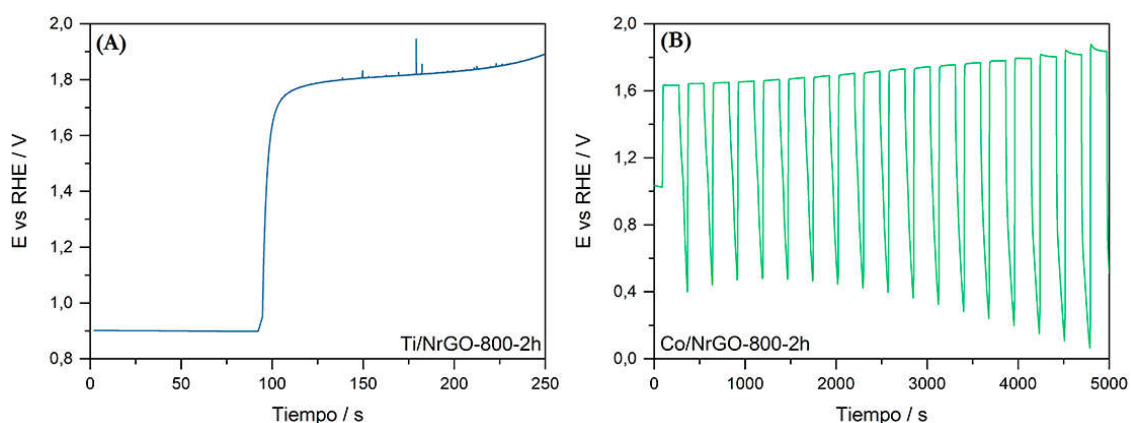 (A)
2,0
1,8
1,6
1,4
1,2
1,0
0,8
E vs RHE / V
0 50 100 150 200 250
Tiempo / s
Ti/NrGO-800-2h
(B)
2,0
1,6
1,2
0,8
0,4
0,0
E vs RHE / V
0 1000 2000 3000 4000 5000
Tiempo / s
Co/NrGO-800-2h